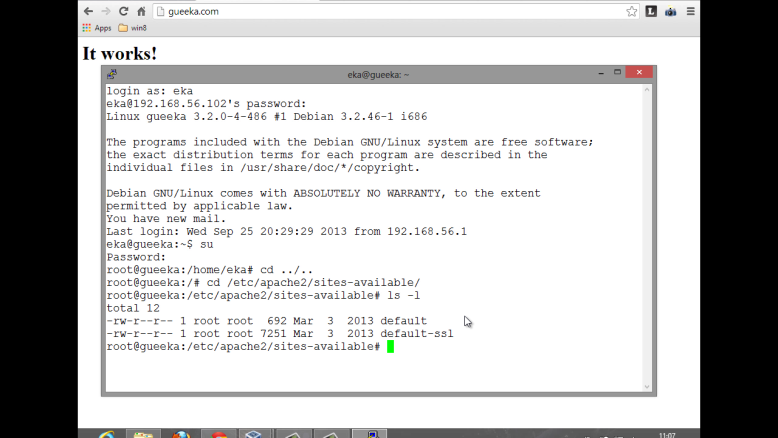 gueeka.com
Apps win8
It works!
eka@gueeka: ~
login as: eka
eka@192.168.56.102's password:
Linux gueeka 3.2.0-4-486 #1 Debian 3.2.46-1 i686
The programs included with the Debian GNU/Linux system are free software;
the exact distribution terms for each program are described in the
individual files in /usr/share/doc/*/copyright.
Debian GNU/Linux comes with ABSOLUTELY NO WARRANTY, to the extent
permitted by applicable law.
You have new mail.
Last login: Wed Sep 25 20:29:29 2013 from 192.168.56.1
eka@gueeka:~$ su
Password:
root@gueeka:/home/eka# cd ../..
root@gueeka:/# cd /etc/apache2/sites-available/
root@gueeka:/etc/apache2/sites-available# ls -l
total 12
-rw-r--r-- 1 root root  692 Mar  3  2013 default
-rw-r--r-- 1 root root 7251 Mar  3  2013 default-ssl
root@gueeka:/etc/apache2/sites-available#
11:07